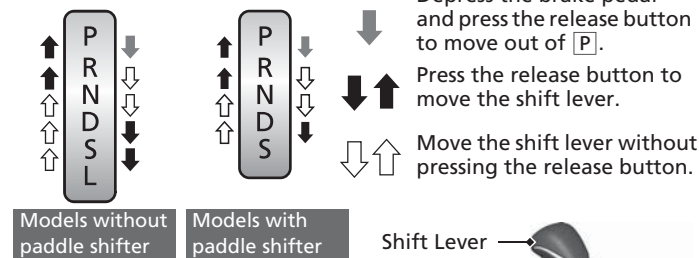 Depress the brake pedal
and press the release button
to move out of P.
Press the release button to
move the shift lever.
Move the shift lever without
pressing the release button.
P
R
N
D
S
L
P
R
N
D
S
Models without
paddle shifter
Models with
paddle shifter
Shift Lever